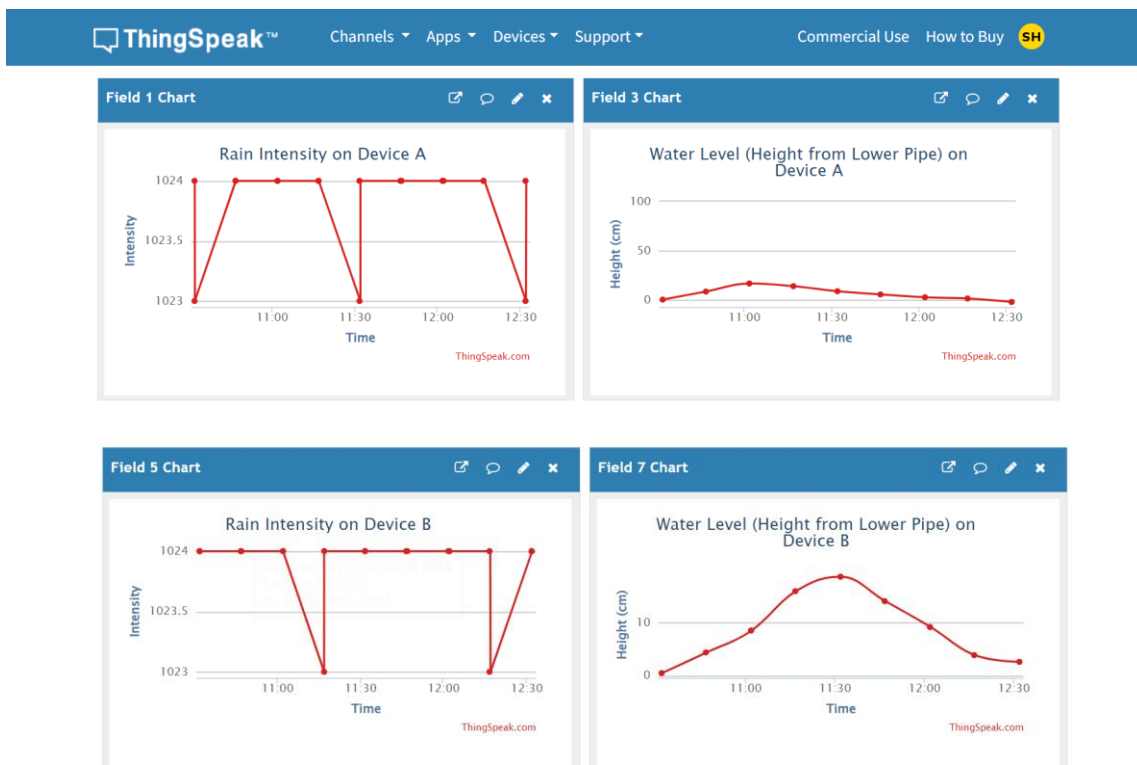 ThingSpeak™ Channels Apps Devices Support Commercial Use How to Buy SH
Field 1 Chart
Rain Intensity on Device A
1024
1023.5
1023
Intensity
11:00 11:30 12:00 12:30
Time
ThingSpeak.com
Field 3 Chart
Water Level (Height from Lower Pipe) on
Device A
100
50
0
Height (cm)
11:00 11:30 12:00 12:30
Time
ThingSpeak.com
Field 5 Chart
Rain Intensity on Device B
1024
1023.5
1023
Intensity
11:00 11:30 12:00 12:30
Time
ThingSpeak.com
Field 7 Chart
Water Level (Height from Lower Pipe) on
Device B
10
0
Height (cm)
11:00 11:30 12:00 12:30
Time
ThingSpeak.com